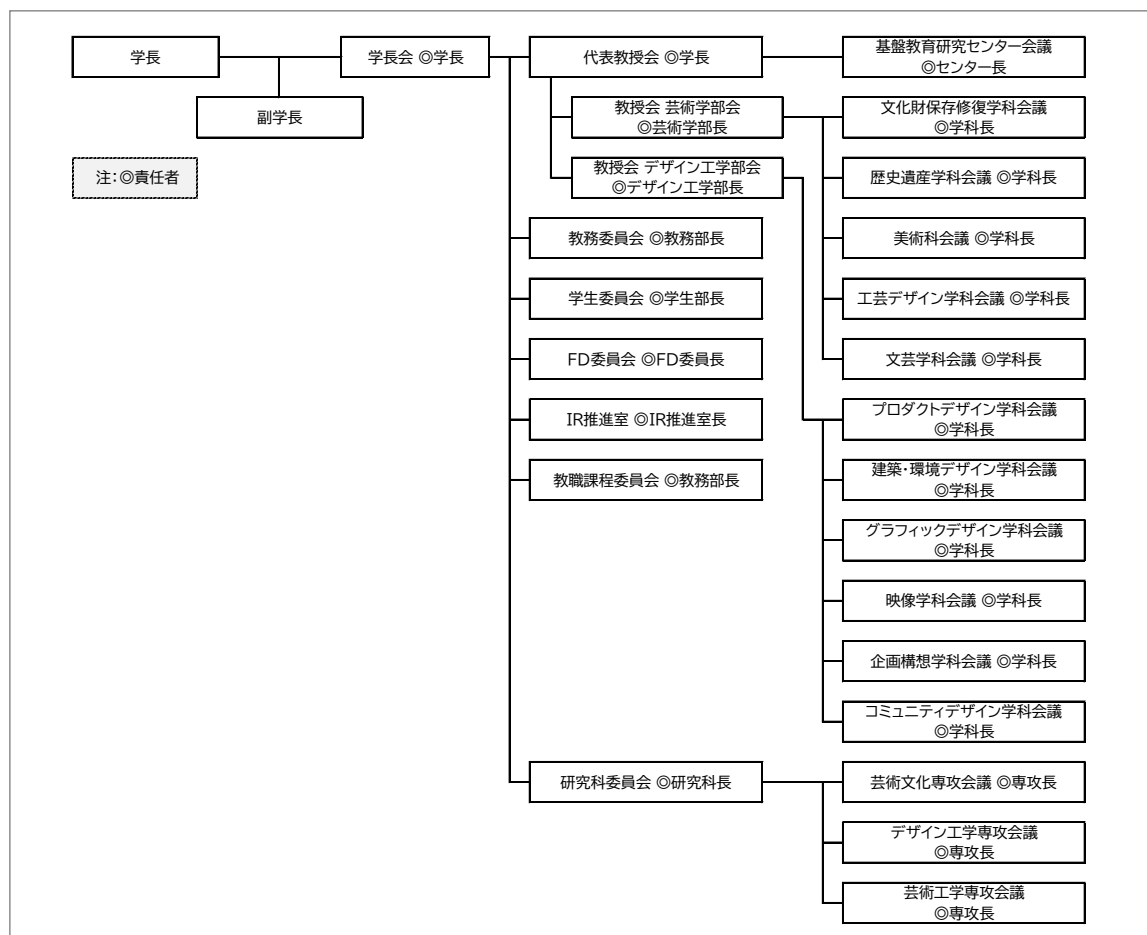 学長
学長会 ◎学長
代表教授会 ◎学長
基盤教育研究センター会議
◎センター長
副学長
教授会 芸術学部会
◎芸術学部長
文化財保存修復学科会議
◎学科長
注:◎責任者
教授会 デザイン工学部会
◎デザイン工学部長
歴史遺産学科会議 ◎学科長
教務委員会 ◎教務部長
美術科会議 ◎学科長
学生委員会 ◎学生部長
工芸デザイン学科会議 ◎学科長
FD委員会 ◎FD委員長
文芸学科会議 ◎学科長
IR推進室 ◎IR推進室長
プロダクトデザイン学科会議
◎学科長
教職課程委員会 ◎教務部長
建築・環境デザイン学科会議
◎学科長
グラフィックデザイン学科会議
◎学科長
映像学科会議 ◎学科長
企画構想学科会議 ◎学科長
コミュニティデザイン学科会議
◎学科長
研究科委員会 ◎研究科長
芸術文化専攻会議 ◎専攻長
デザイン工学専攻会議
◎専攻長
芸術工学専攻会議
◎専攻長